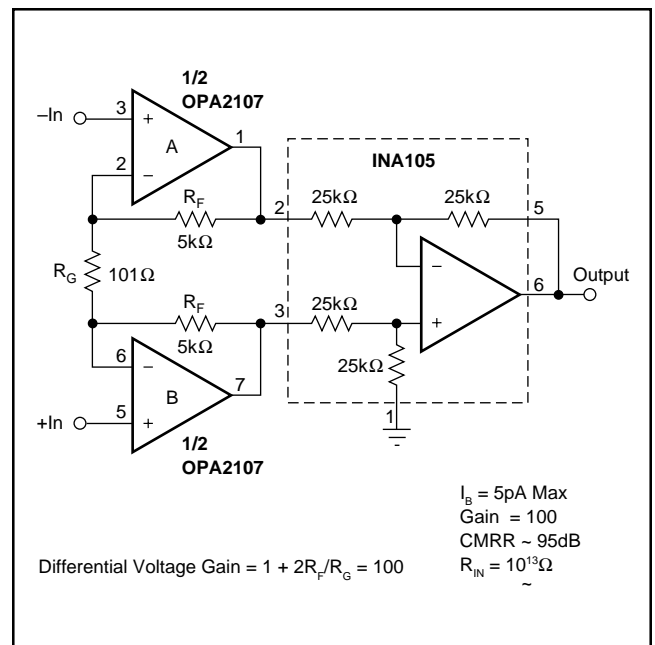 1/2
OPA2107
–In
3
+
A
1
2
–
INA105
R_F
5kΩ
2
25kΩ
25kΩ
5
R_G
101Ω
–
6
Output
R_F
5kΩ
3
25kΩ
+
6
–
B
7
25kΩ
+In
5
+
1
1/2
OPA2107
I_B = 5pA Max
Gain = 100
CMRR ~ 95dB
R_IN = 10¹³Ω
~
Differential Voltage Gain = 1 + 2R_F/R_G = 100